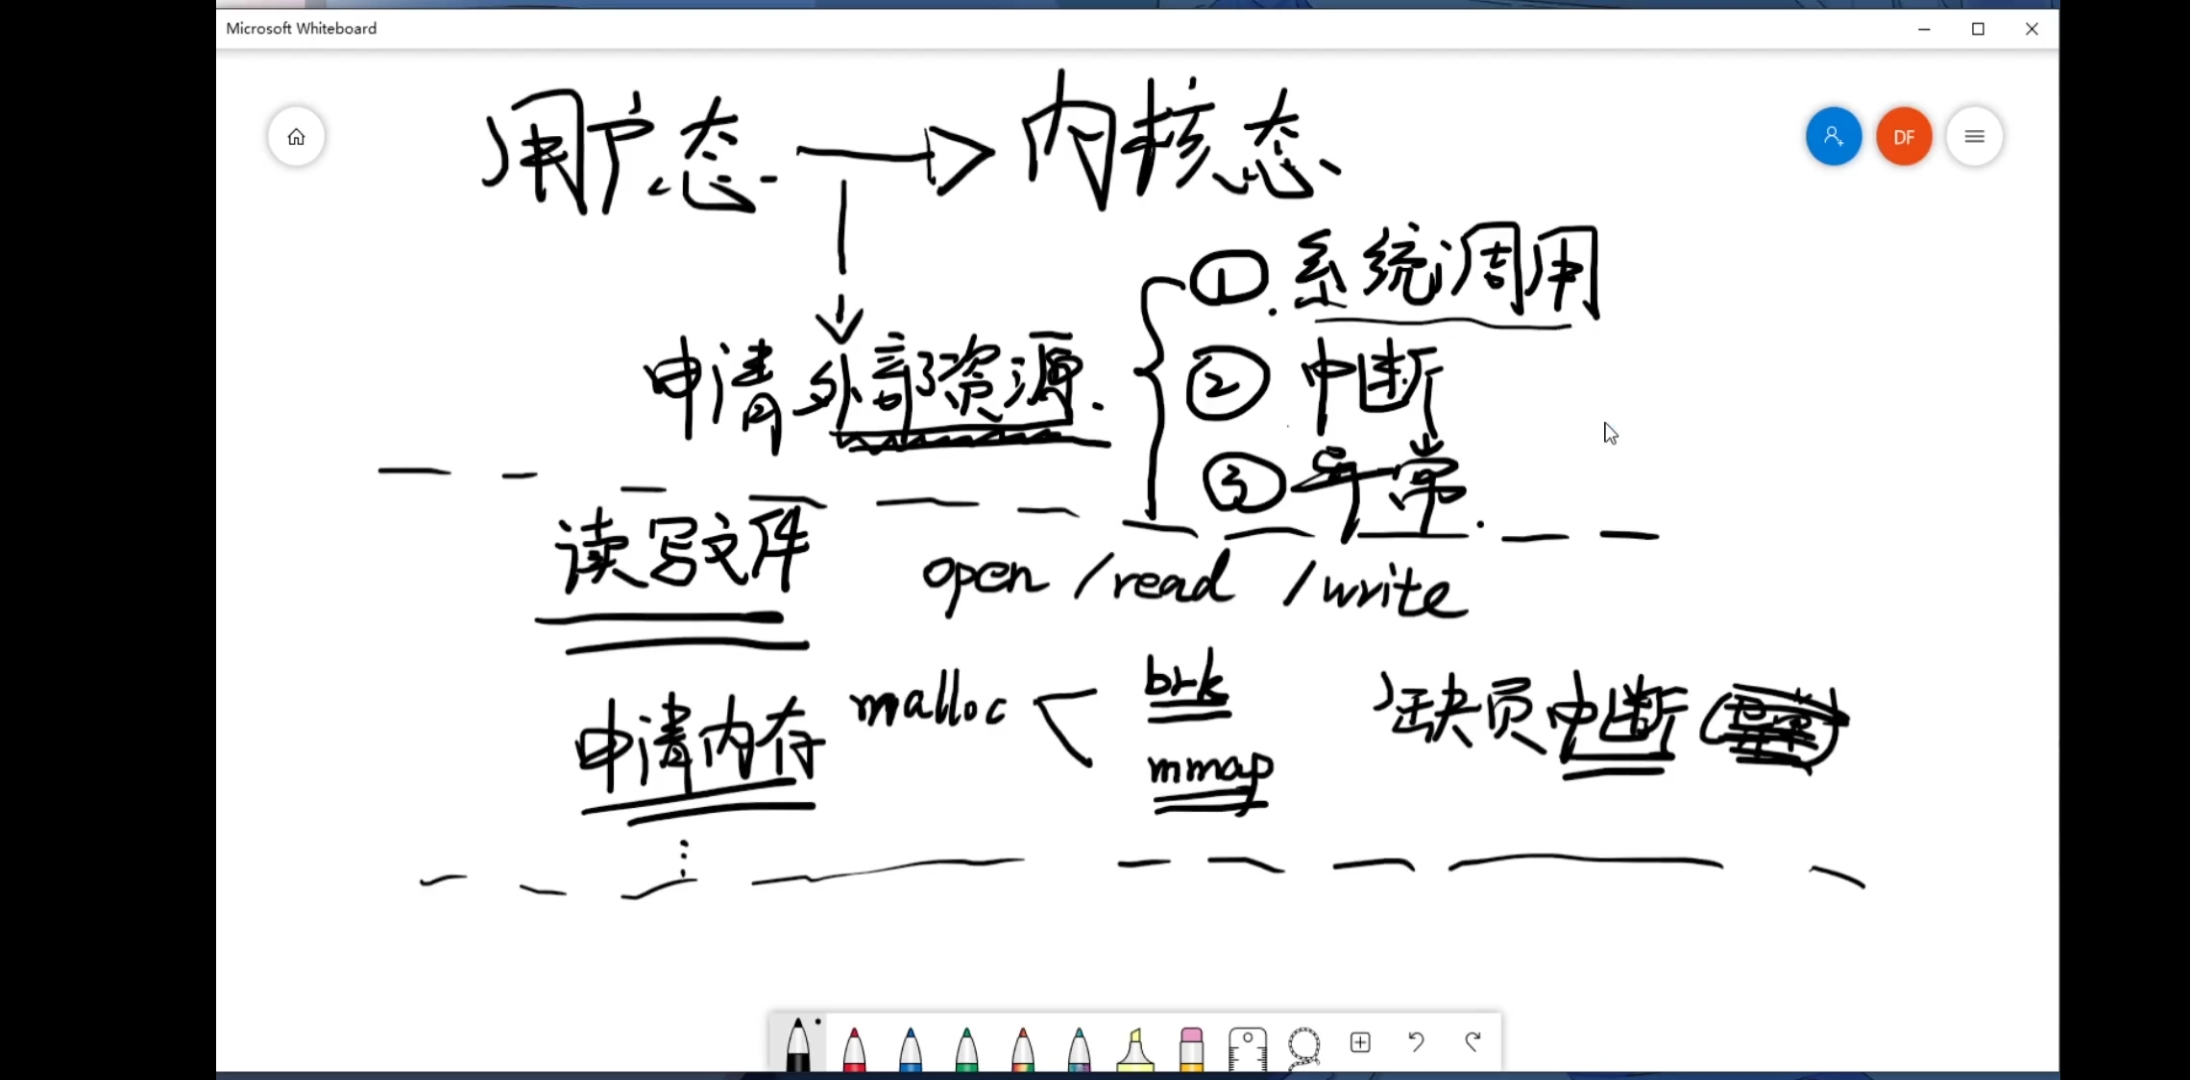 Microsoft Whiteboard
DF
用户态 → 内核态
申请外部资源.
① 系统调用
② 中断
③ 异常.
读写文件 open / read / write
申请内存 malloc brk 缺页中断
mmap